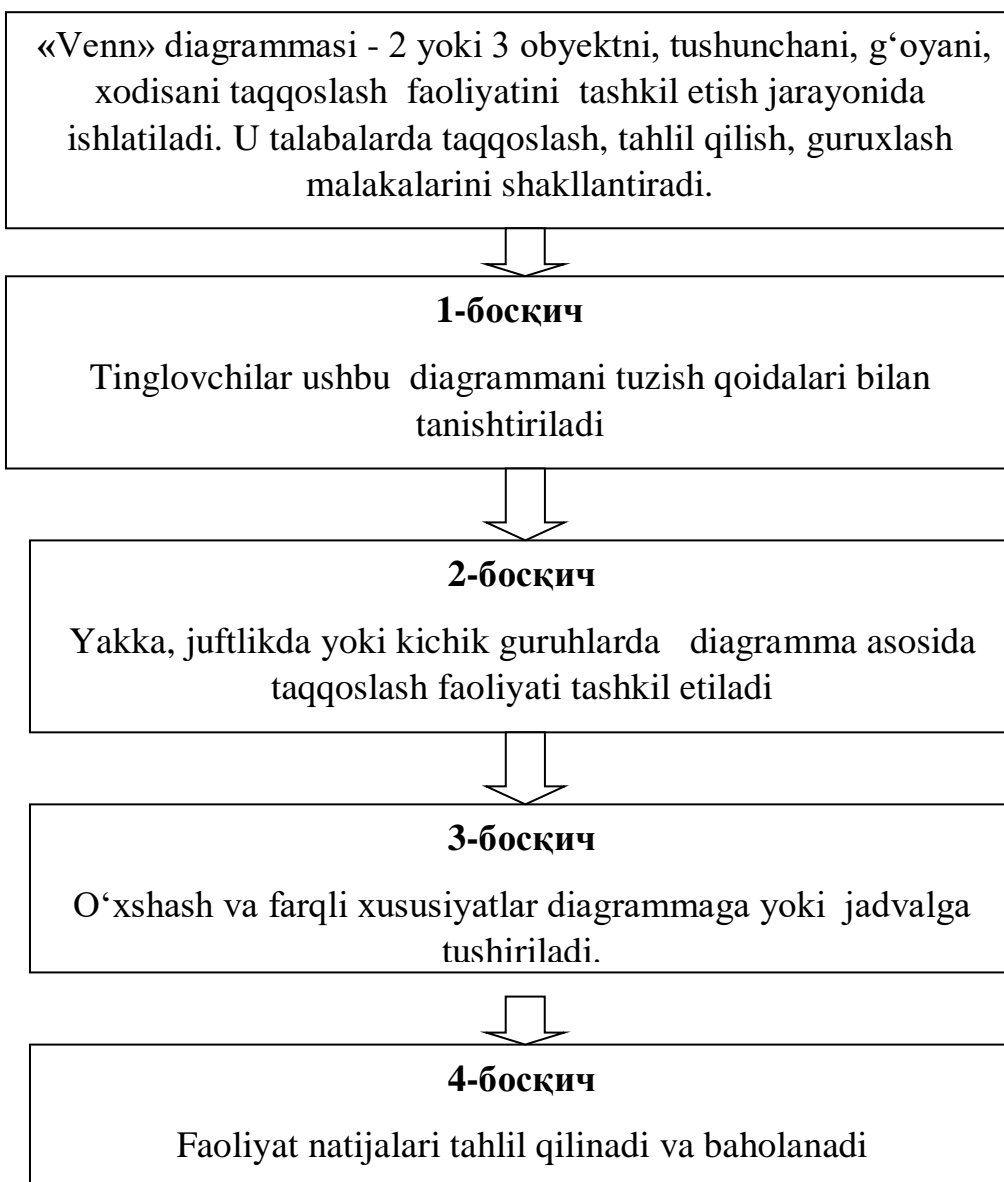 «Venn» diagrammasi - 2 yoki 3 obyektni, tushunchani, g‘oyani,
xodisani taqqoslash faoliyatini tashkil etish jarayonida
ishlatiladi. U talabalarda taqqoslash, tahlil qilish, guruxlash
malakalarini shakllantiradi.
1-босқич
Tinglovchilar ushbu diagrammani tuzish qoidalari bilan
tanishtiriladi
2-босқич
Yakka, juftlikda yoki kichik guruhlarda diagramma asosida
taqqoslash faoliyati tashkil etiladi
3-босқич
O‘xshash va farqli xususiyatlar diagrammaga yoki jadvalga
tushiriladi.
4-босқич
Faoliyat natijalari tahlil qilinadi va baholanadi